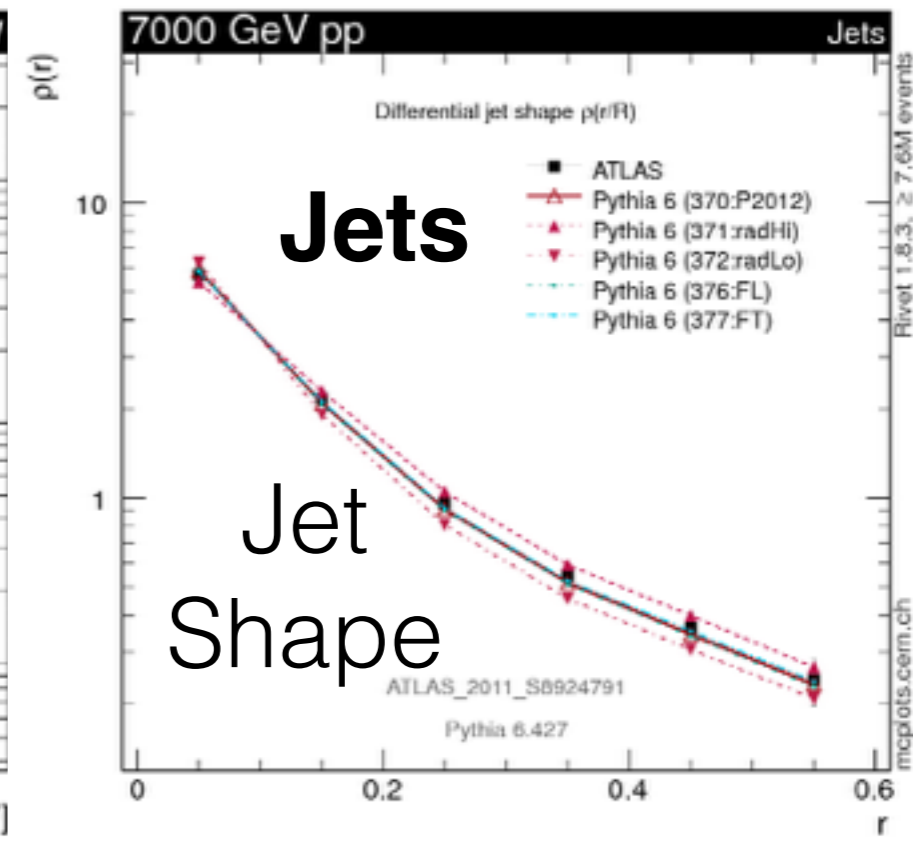 7000 GeV pp
Jets
ρ(r)
Differential jet shape ρ(r/R)
ATLAS
Pythia 6 (370:P2012)
Pythia 6 (371:radHi)
Pythia 6 (372:radLo)
Pythia 6 (376:FL)
Pythia 6 (377:FT)
Jets
10
1
Jet
Shape
ATLAS_2011_S8924791
Pythia 6.427
0 0.2 0.4 0.6
r
Rivet 1.8.3, ≥ 7.6M events
mcplots.cern.ch
]